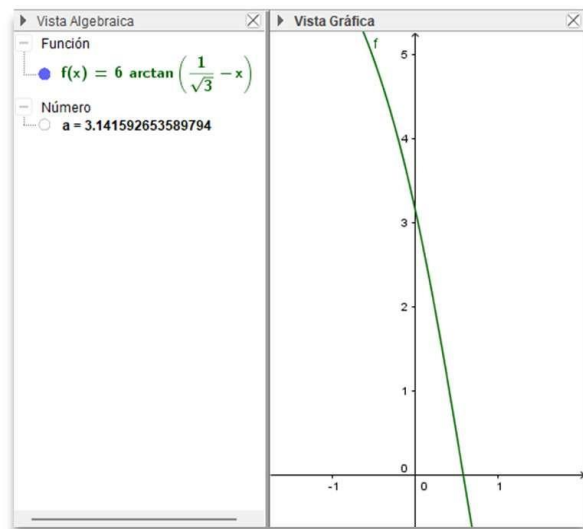 Vista Algebraica
Función
f(x) = 6 arctan(1/√3 − x)
Número
a = 3.141592653589794
Vista Gráfica
f
5
4
3
2
1
0
-1
0
1